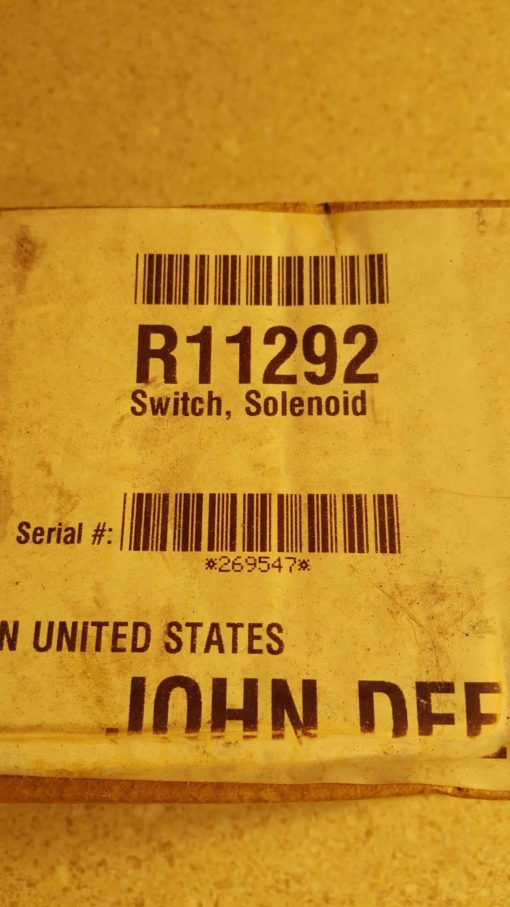 R11292
Switch, Solenoid
Serial #:
*269547*
N UNITED STATES
JOHN DEE